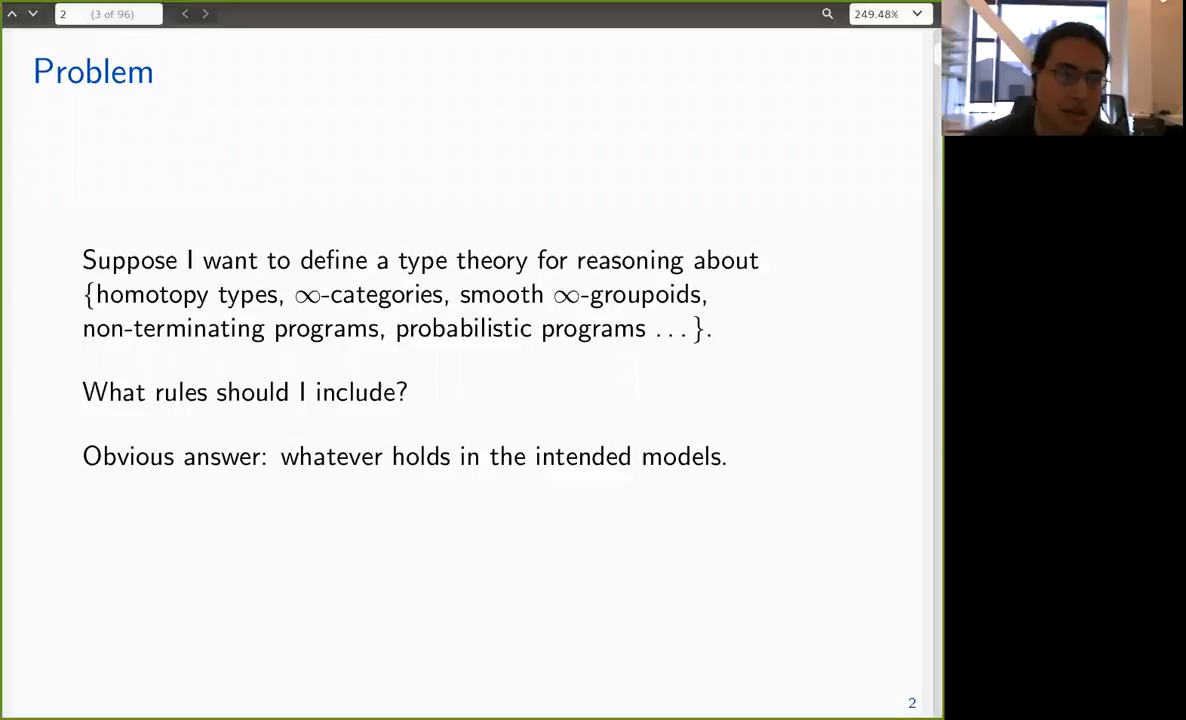 2 (3 of 96) 249.48%
Problem
Suppose I want to define a type theory for reasoning about
{homotopy types, ∞-categories, smooth ∞-groupoids,
non-terminating programs, probabilistic programs . . . }.
What rules should I include?
Obvious answer: whatever holds in the intended models.
2